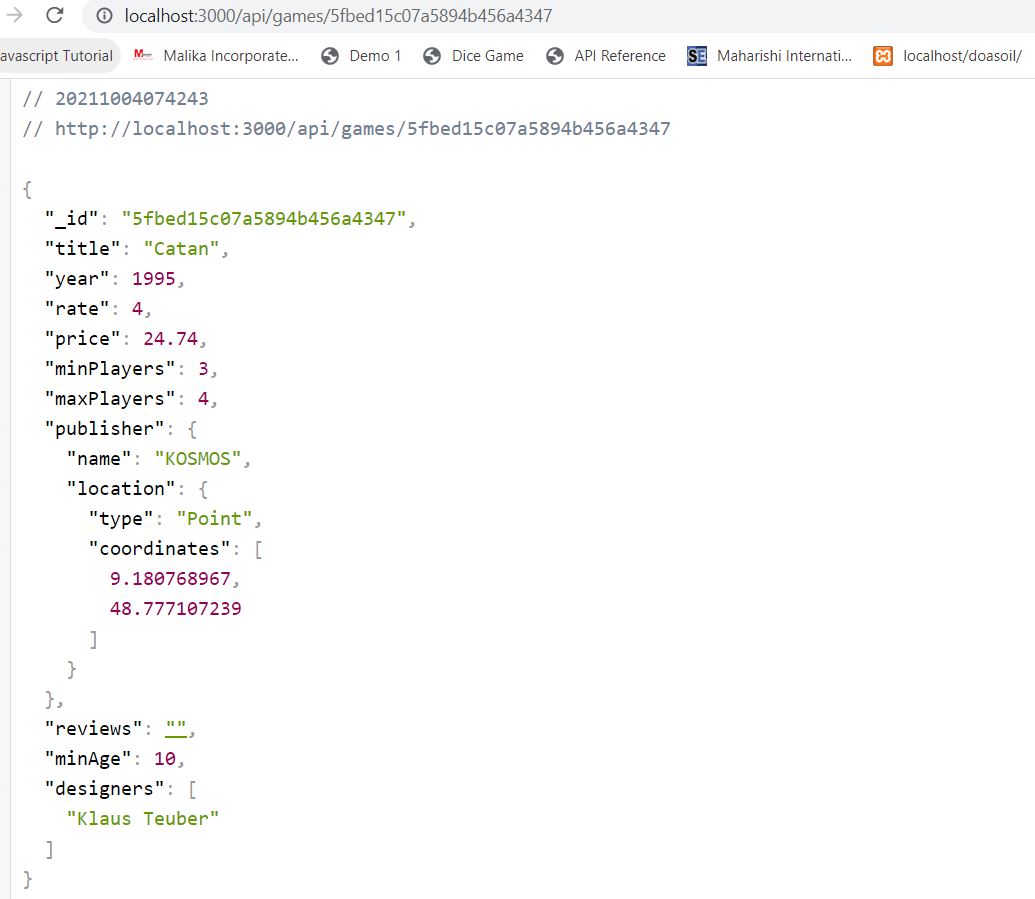 localhost:3000/api/games/5fbed15c07a5894b456a4347
avascript Tutorial Malika Incorporate... Demo 1 Dice Game API Reference SE Maharishi Internati... localhost/doasoil/
// 20211004074243
// http://localhost:3000/api/games/5fbed15c07a5894b456a4347
{
"_id": "5fbed15c07a5894b456a4347",
"title": "Catan",
"year": 1995,
"rate": 4,
"price": 24.74,
"minPlayers": 3,
"maxPlayers": 4,
"publisher": {
"name": "KOSMOS",
"location": {
"type": "Point",
"coordinates": [
9.180768967,
48.777107239
]
}
},
"reviews": "",
"minAge": 10,
"designers": [
"Klaus Teuber"
]
}